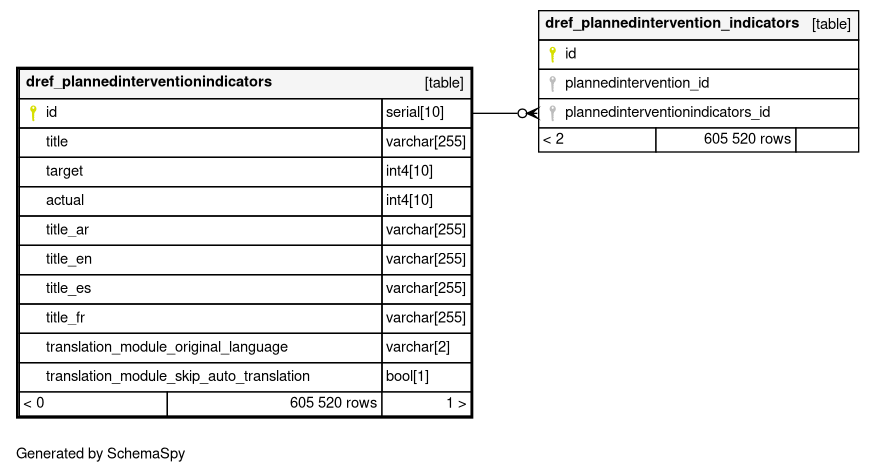 dref_plannedintervention_indicators [table]
id
plannedintervention_id
plannedinterventionindicators_id
< 2 605 520 rows
dref_plannedinterventionindicators [table]
id serial[10]
title varchar[255]
target int4[10]
actual int4[10]
title_ar varchar[255]
title_en varchar[255]
title_es varchar[255]
title_fr varchar[255]
translation_module_original_language varchar[2]
translation_module_skip_auto_translation bool[1]
< 0 605 520 rows 1 >
Generated by SchemaSpy